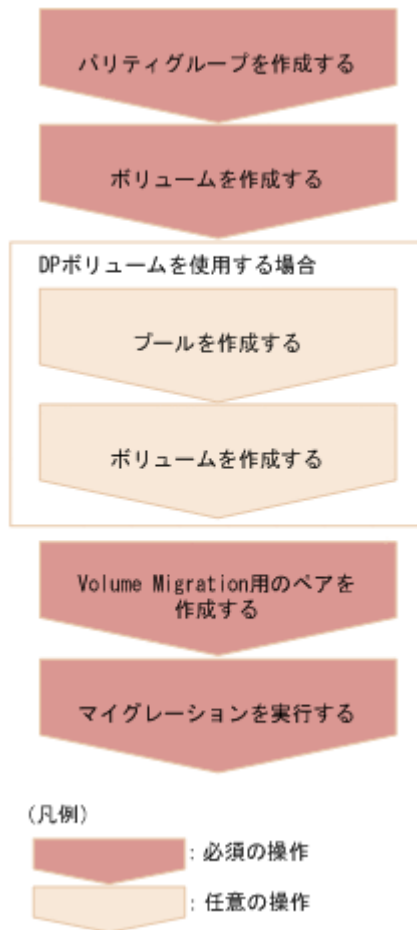 パリティグループを作成する
ボリュームを作成する
DPボリュームを使用する場合
プールを作成する
ボリュームを作成する
Volume Migration用のペアを
作成する
マイグレーションを実行する
(凡例)
: 必須の操作
: 任意の操作